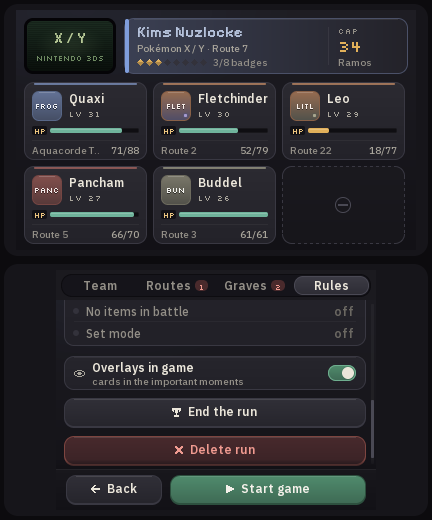 X/Y
NINTENDO 3DS
Kims Nuzlocke
Pokémon X/Y · Route 7
3/8 badges
CAP
34
Ramos
FROG
Quaxi
LV 31
HP
Aquacorde T..
71/88
FLET
Fletchinder
LV 30
HP
Route 2
52/79
LITL
Leo
LV 29
HP
Route 22
18/77
PANC
Pancham
LV 27
HP
Route 5
66/70
BUN
Buddel
LV 26
HP
Route 3
61/61
Team
Routes 1
Graves 2
Rules
No items in battle
off
Set mode
off
Overlays in game
cards in the important moments
End the run
Delete run
Back
Start game